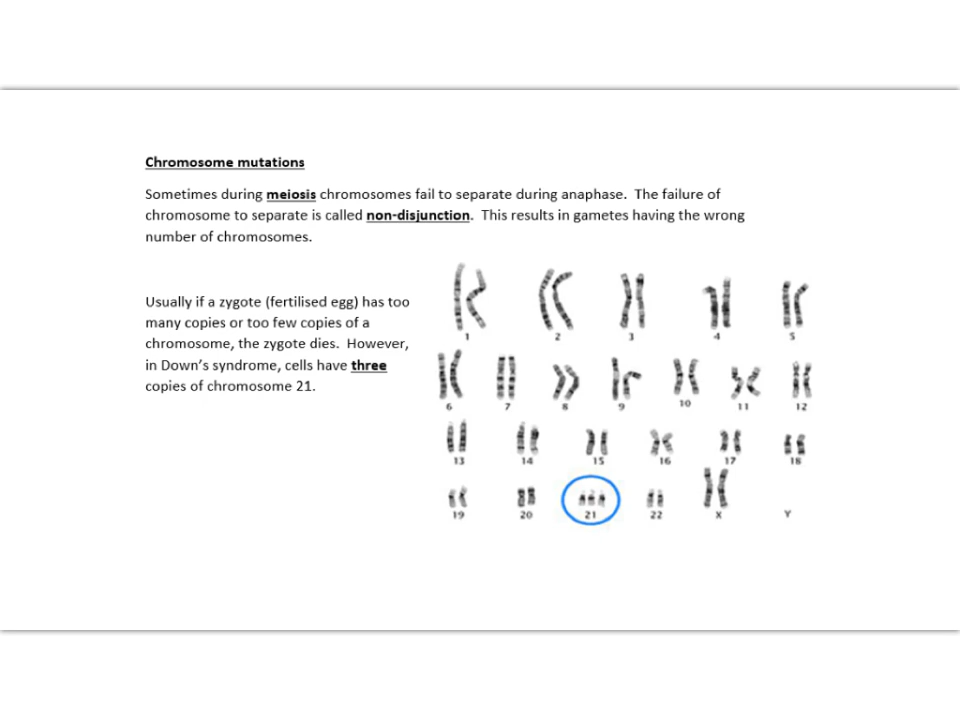 Chromosome mutations
Sometimes during meiosis chromosomes fail to separate during anaphase. The failure of
chromosome to separate is called non-disjunction. This results in gametes having the wrong
number of chromosomes.
Usually if a zygote (fertilised egg) has too
many copies or too few copies of a
chromosome, the zygote dies. However,
in Down's syndrome, cells have three
copies of chromosome 21.
1 2 3 4 5
6 7 8 9 10 11 12
13 14 15 16 17 18
19 20 21 22 X Y